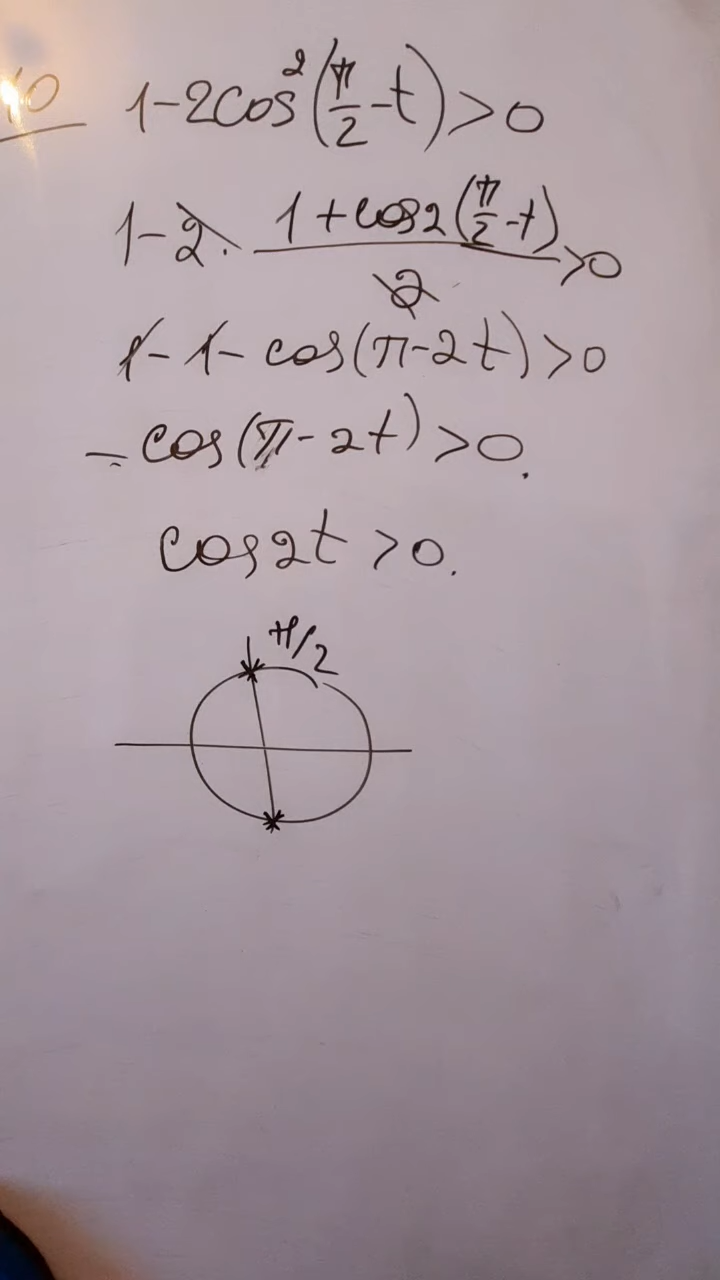 10 1-2cos²(π/2-t)>0
1-2·(1+cos2(π/2-t))/2>0
1-1-cos(π-2t)>0
-cos(π-2t)>0.
cos2t>0.
π/2